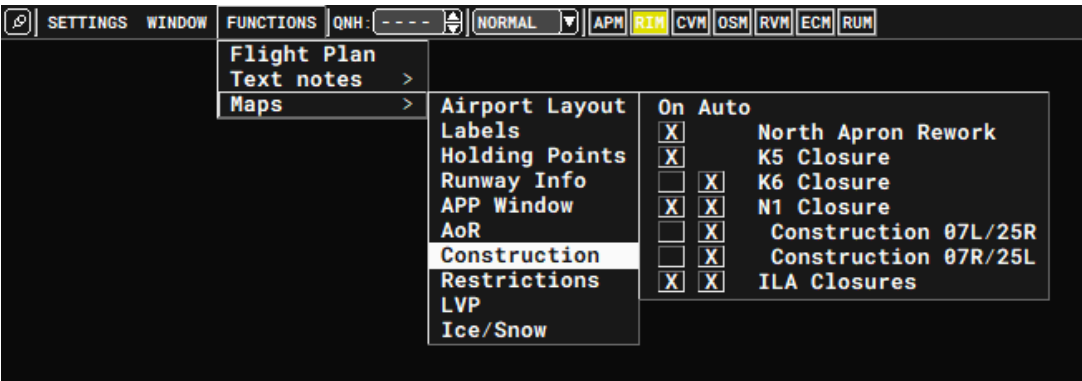 SETTINGS WINDOW FUNCTIONS QNH: ---- NORMAL APM RIM CVM OSM RVM ECM RUM
Flight Plan
Text notes >
Maps >
Airport Layout
Labels
Holding Points
Runway Info
APP Window
AoR
Construction
Restrictions
LVP
Ice/Snow
On Auto
X North Apron Rework
X K5 Closure
X K6 Closure
X X N1 Closure
X Construction 07L/25R
X Construction 07R/25L
X X ILA Closures